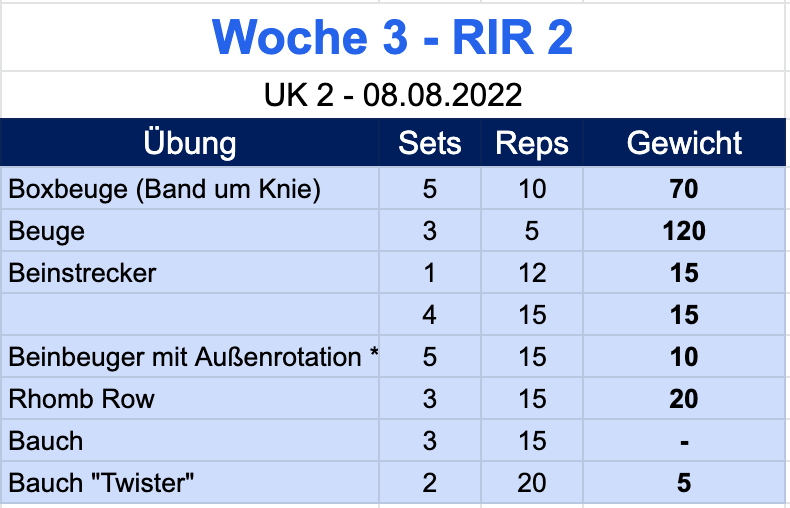 Woche 3 - RIR 2
UK 2 - 08.08.2022
Übung Sets Reps Gewicht
Boxbeuge (Band um Knie) 5 10 70
Beuge 3 5 120
Beinstrecker 1 12 15
4 15 15
Beinbeuger mit Außenrotation * 5 15 10
Rhomb Row 3 15 20
Bauch 3 15 -
Bauch "Twister" 2 20 5